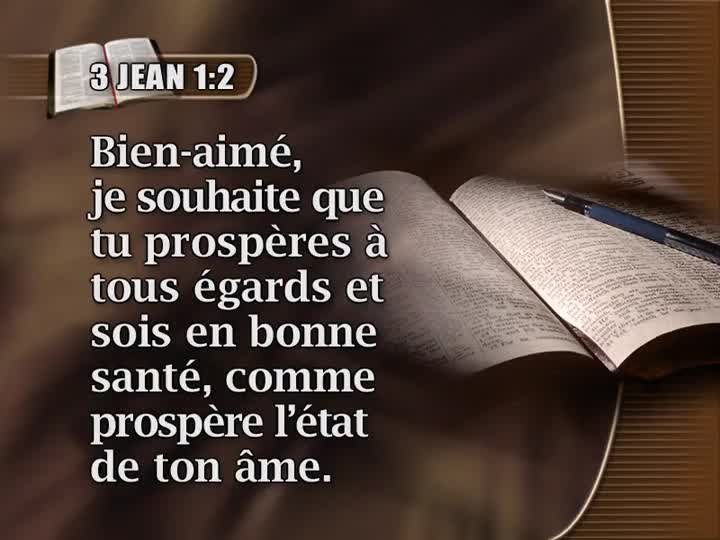 3 JEAN 1:2
Bien-aimé,
je souhaite que
tu prospères à
tous égards et
sois en bonne
santé, comme
prospère l’état
de ton âme.